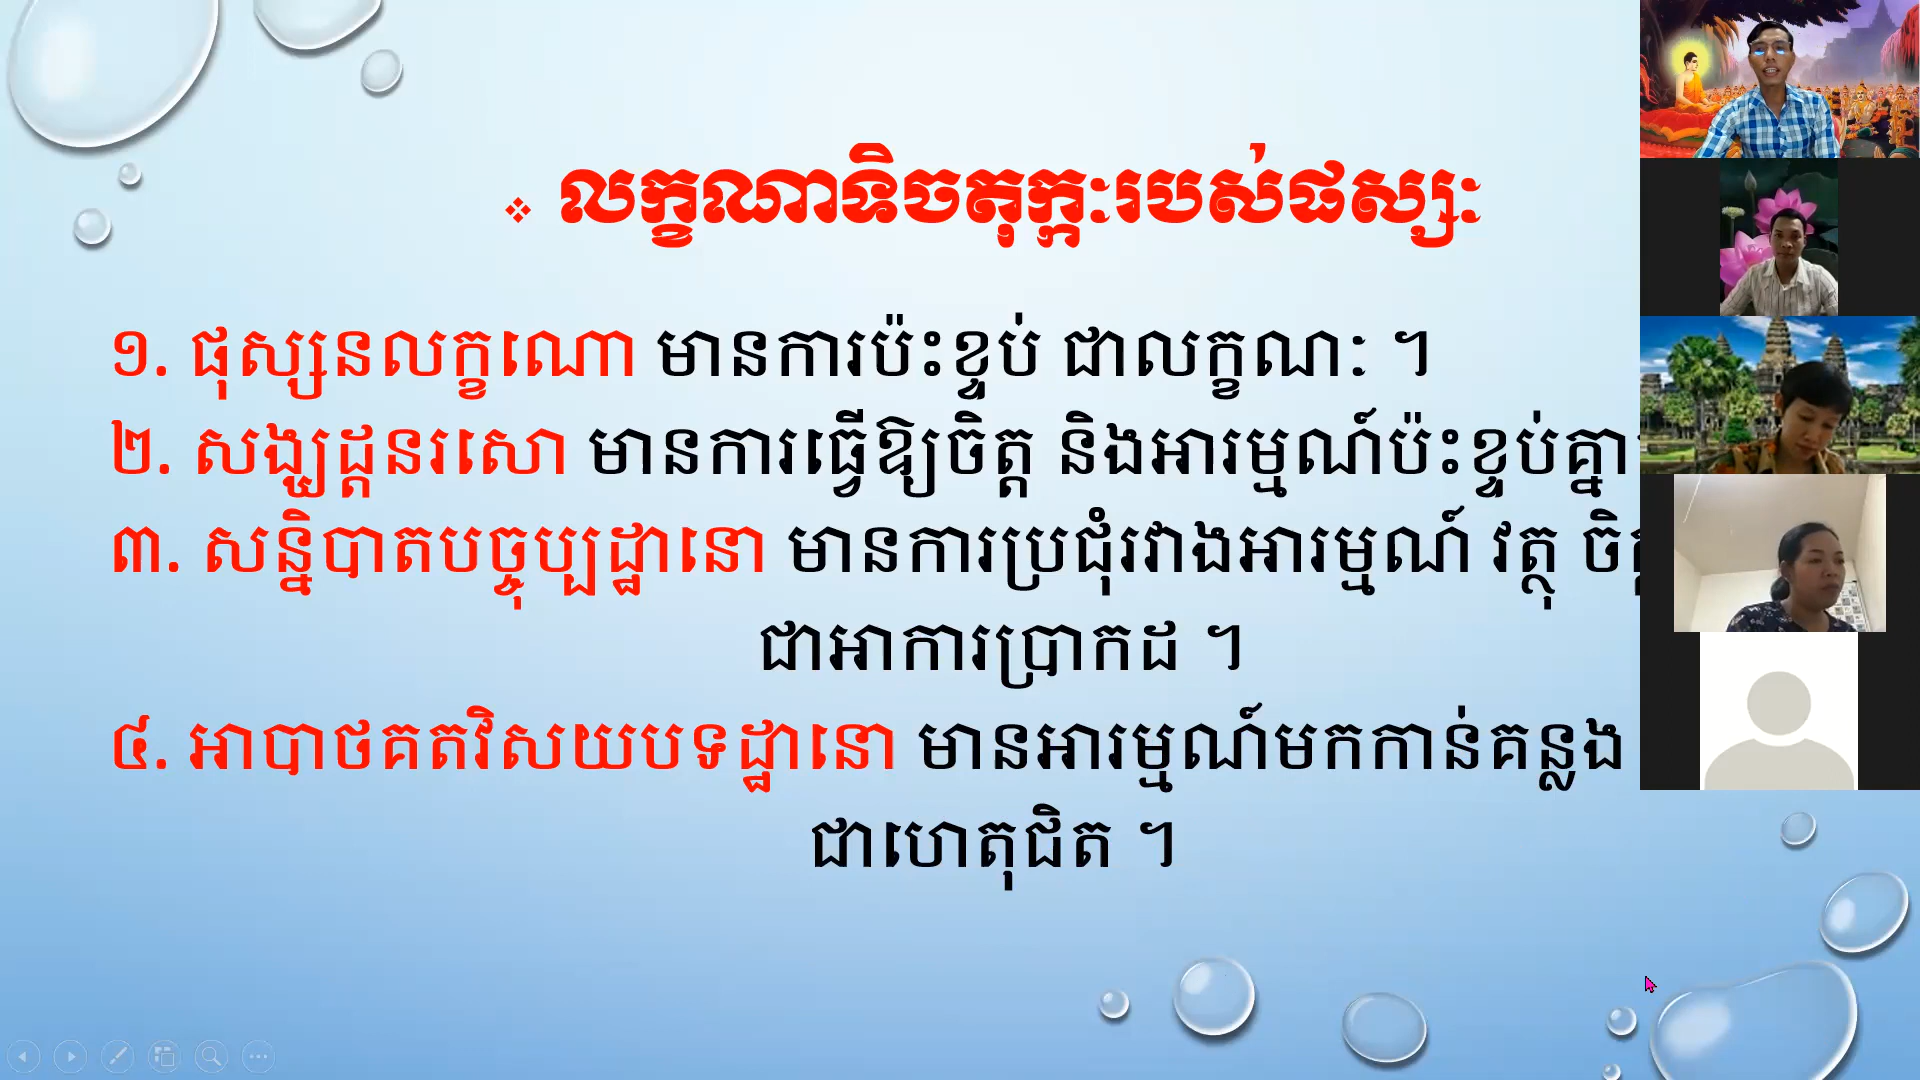 លក្ខណាទិចតុក្កៈរបស់ផស្សៈ
១. ផុស្សនលក្ខណោ មានការប៉ះខ្ទប់ ជាលក្ខណៈ ។
២. សង្ឃដ្តនរសោ មានការធ្វើឱ្យចិត្ត និងអារម្មណ៍ប៉ះខ្ទប់គ្នា
៣. សន្និបាតបច្ចុប្បដ្ឋានោ មានការប្រជុំរវាងអារម្មណ៍ វត្ថុ
ជាអាការប្រាកដ ។
៤. អាបាថគតវិសយបទដ្ឋានោ មានអារម្មណ៍មកកាន់គន្លង
ជាហេតុជិត ។